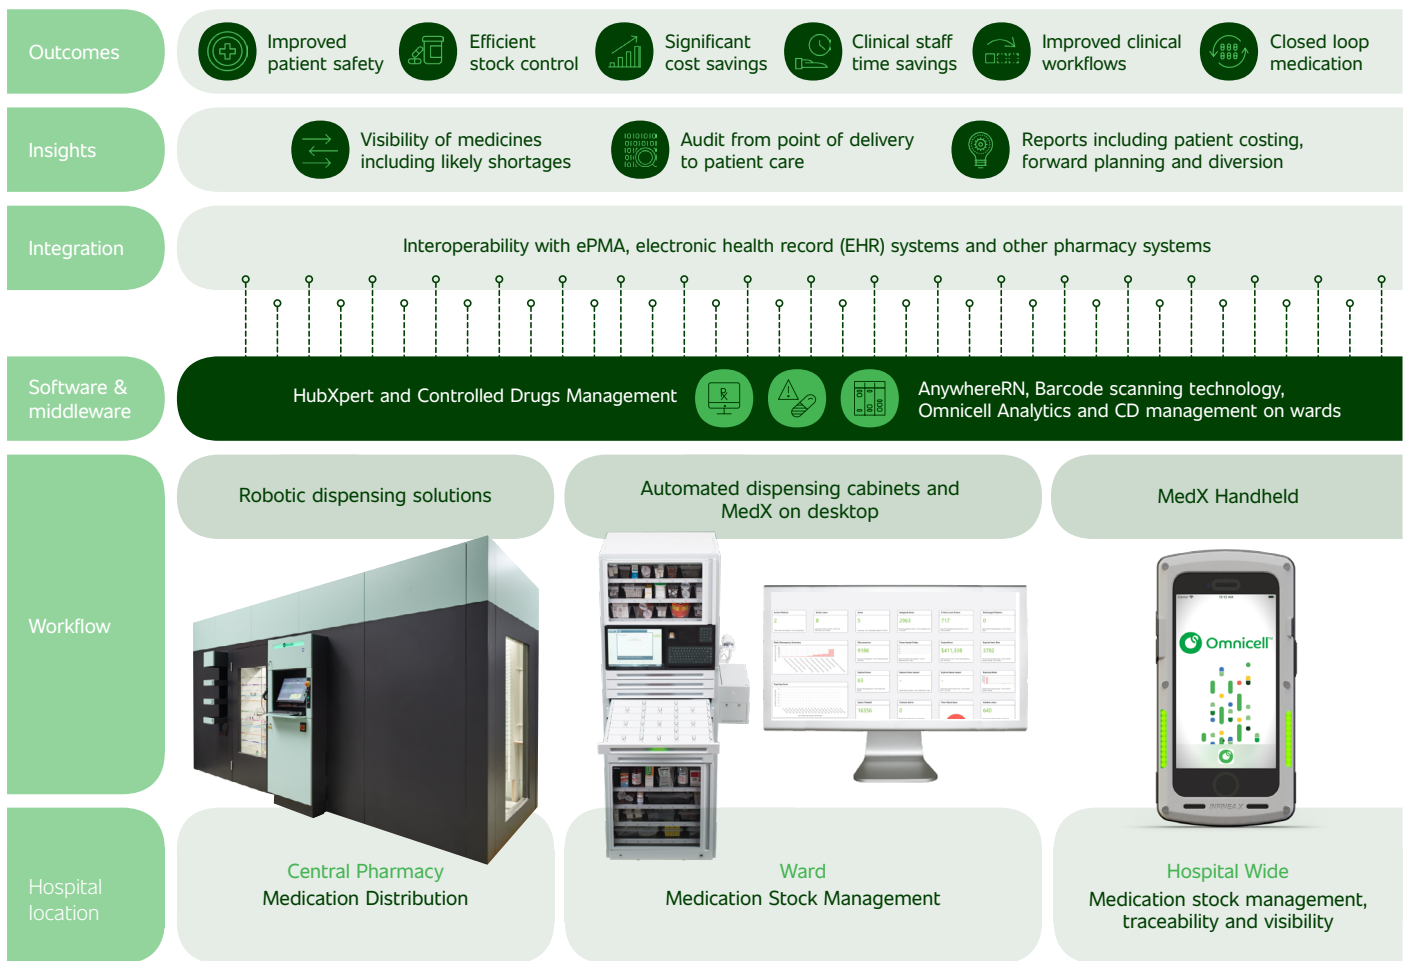 Outcomes
Improved
patient safety
Efficient
stock control
Significant
cost savings
Clinical staff
time savings
Improved clinical
workflows
Closed loop
medication
Insights
Visibility of medicines
including likely shortages
Audit from point of delivery
to patient care
Reports including patient costing,
forward planning and diversion
Integration
Interoperability with ePMA, electronic health record (EHR) systems and other pharmacy systems
Software &
middleware
HubXpert and Controlled Drugs Management
AnywhereRN, Barcode scanning technology,
Omnicell Analytics and CD management on wards
Workflow
Robotic dispensing solutions
Automated dispensing cabinets and
MedX on desktop
MedX Handheld
Omnicell
Hospital
location
Central Pharmacy
Medication Distribution
Ward
Medication Stock Management
Hospital Wide
Medication stock management,
traceability and visibility